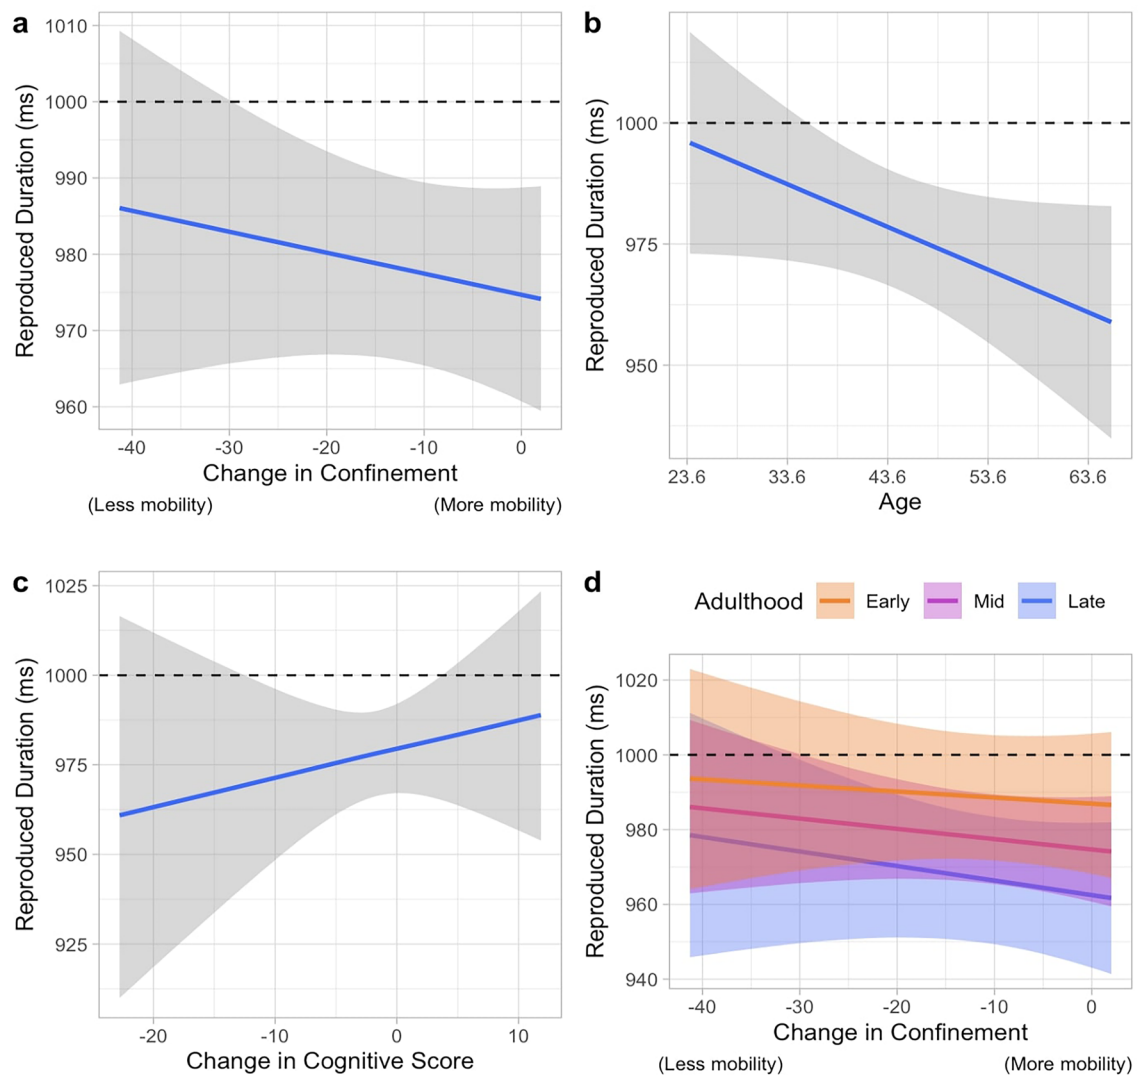 a
Reproduced Duration (ms)
1010
1000
990
980
970
960
-40 -30 -20 -10 0
Change in Confinement
(Less mobility) (More mobility)
b
Reproduced Duration (ms)
1000
975
950
23.6 33.6 43.6 53.6 63.6
Age
c
Reproduced Duration (ms)
1025
1000
975
950
925
-20 -10 0 10
Change in Cognitive Score
d
Adulthood Early Mid Late
Reproduced Duration (ms)
1020
1000
980
960
940
-40 -30 -20 -10 0
Change in Confinement
(Less mobility) (More mobility)